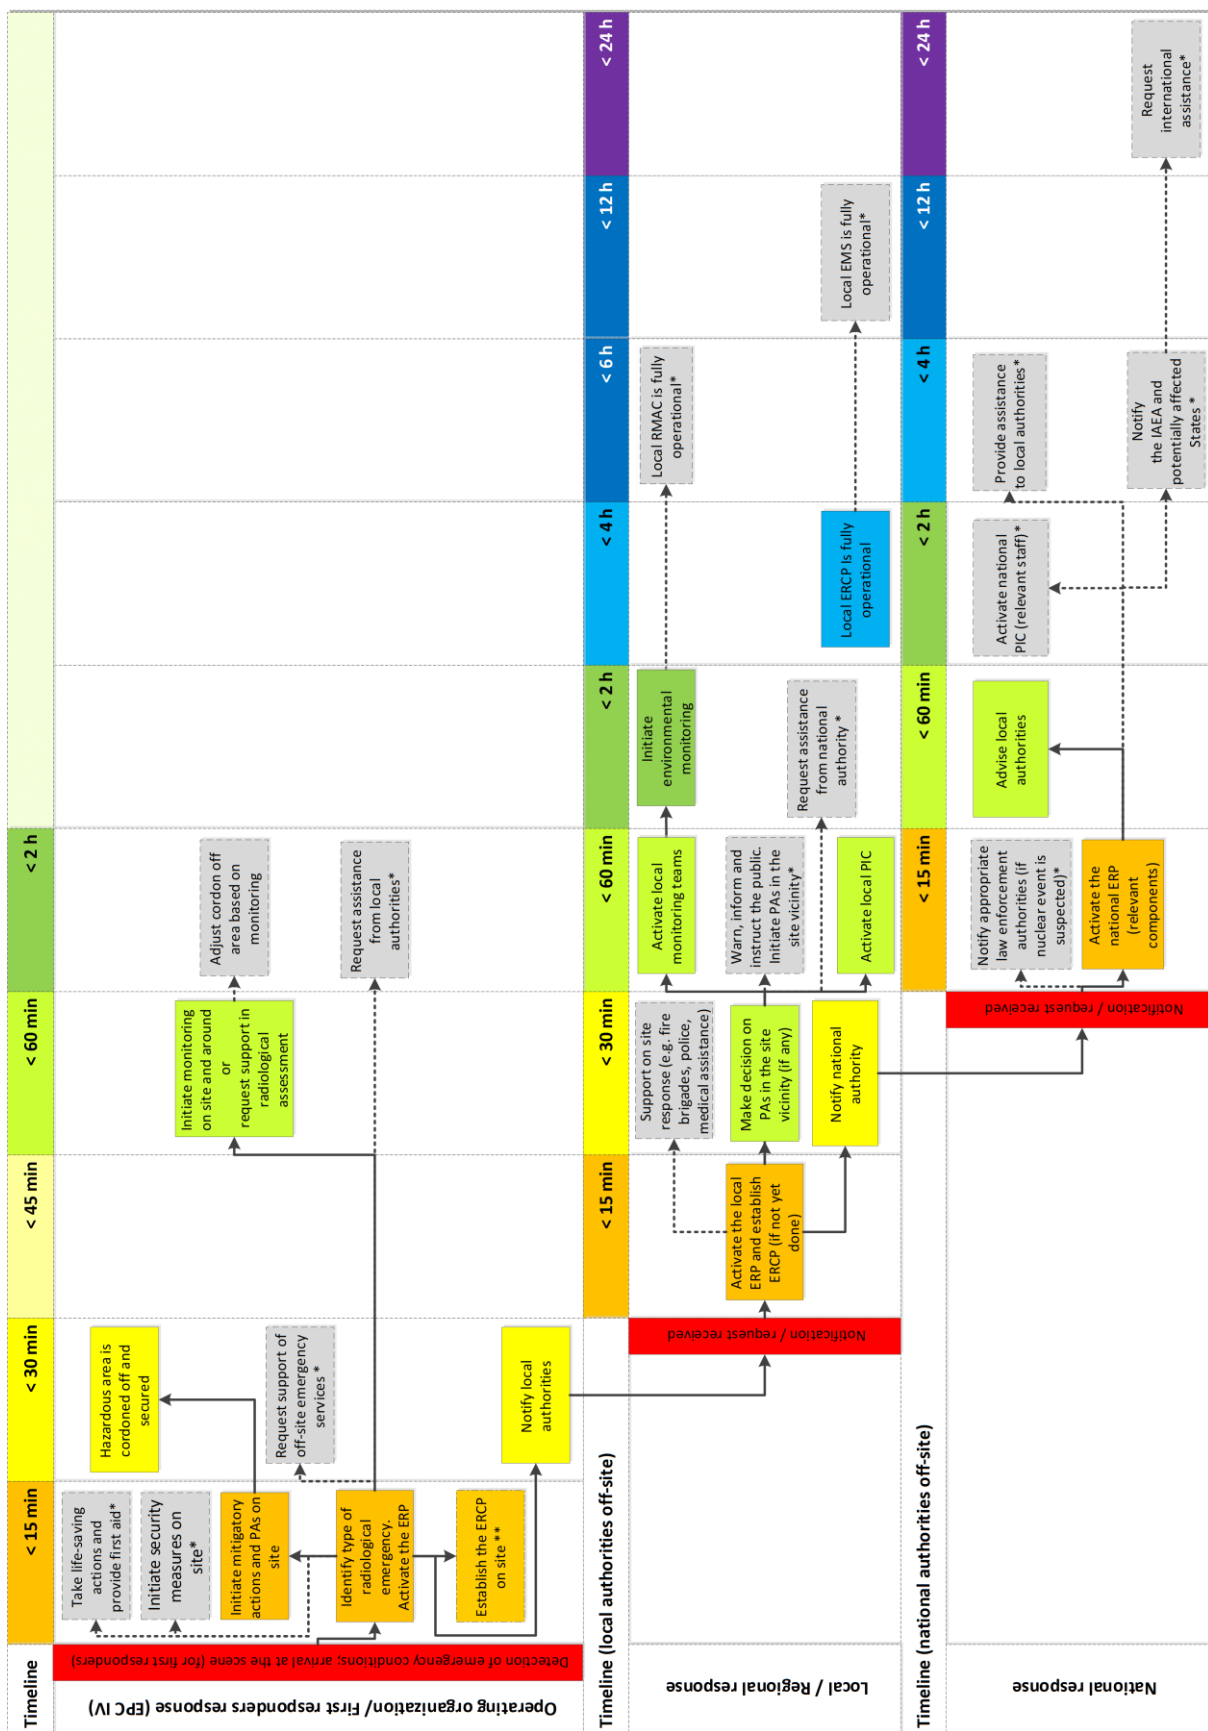 Timeline
< 15 min
< 30 min
< 45 min
< 60 min
< 2 h
Operating organization/ First responders response (EPC IV)
Detection of emergency conditions; arrival at the scene (for first responders)
Take life-saving
actions and
provide first aid*
Initiate security
measures on
site*
Initiate mitigatory
actions and PAs on
site
Identify type of
radiological
emergency.
Activate the ERP
Establish the ERCP
on site **
Hazardous area is
cordoned off and
secured
Request support of
off-site emergency
services *
Notify local
authorities
Initiate monitoring
on site and around
or
request support in
radiological
assessment
Adjust cordon off
area based on
monitoring
Request assistance
from local
authorities*
Timeline (local authorities off-site)
< 15 min
< 30 min
< 60 min
< 2 h
< 4 h
< 6 h
< 12 h
< 24 h
Local / Regional response
Notification / request received
Activate the local
ERP and establish
ERCP (if not yet
done)
Support on site
response (e.g. fire
brigades, police,
medical assistance)
Make decision on
PAs in the site
vicinity (if any)
Notify national
authority
Activate local
monitoring teams
Warn, inform and
instruct the public.
Initiate PAs in the
site vicinity*
Activate local PIC
Initiate
environmental
monitoring
Request assistance
from national
authority *
Local ERCP Is fully
operational
Local RMAC is fully
operational*
Local EMS is fully
operational*
Timeline (national authorities off-site)
< 15 min
< 60 min
< 2 h
< 4 h
< 12 h
< 24 h
National response
Notification / request received
Notify appropriate
law enforcement
authorities (if
nuclear event is
suspected)*
Activate the
national ERP
(relevant
components)
Advise local
authorities
Activate national
PIC (relevant staff)*
Provide assistance
to local authorities*
Notify
the IAEA and
potentially affected
States *
Request
international
assistance*